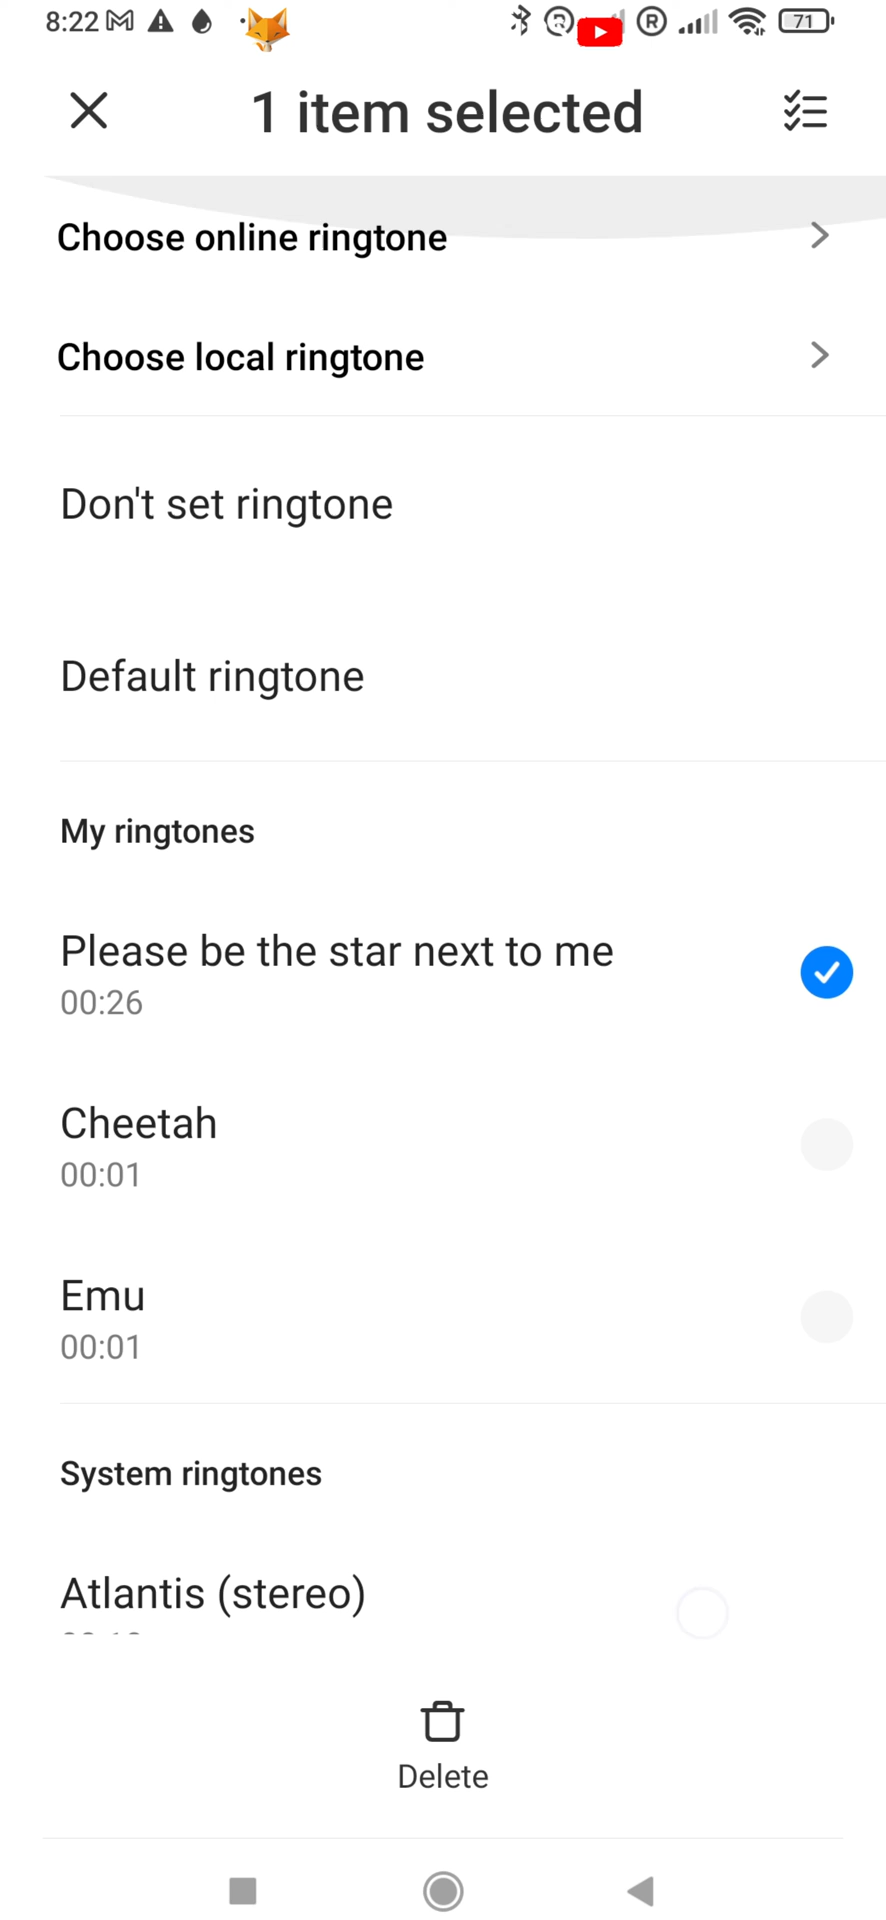 8:22 71
1 item selected
Choose online ringtone
Choose local ringtone
Don't set ringtone
Default ringtone
My ringtones
Please be the star next to me
00:26
Cheetah
00:01
Emu
00:01
System ringtones
Atlantis (stereo)
Delete